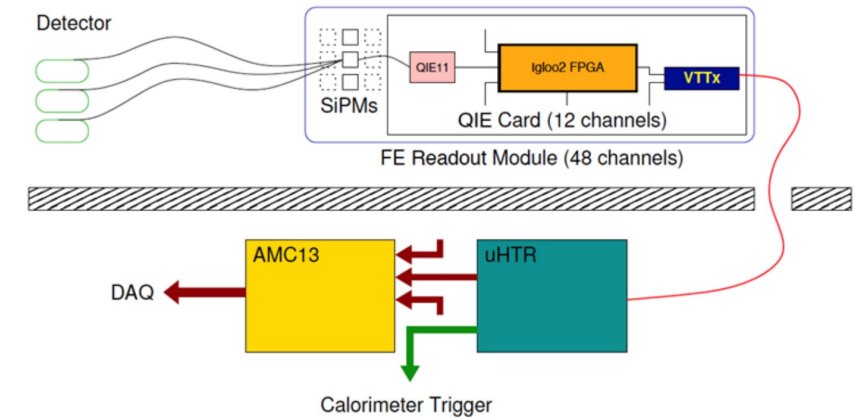 Detector
SiPMs
QIE11
Igloo2 FPGA
VTTx
QIE Card (12 channels)
FE Readout Module (48 channels)
AMC13
uHTR
DAQ
Calorimeter Trigger